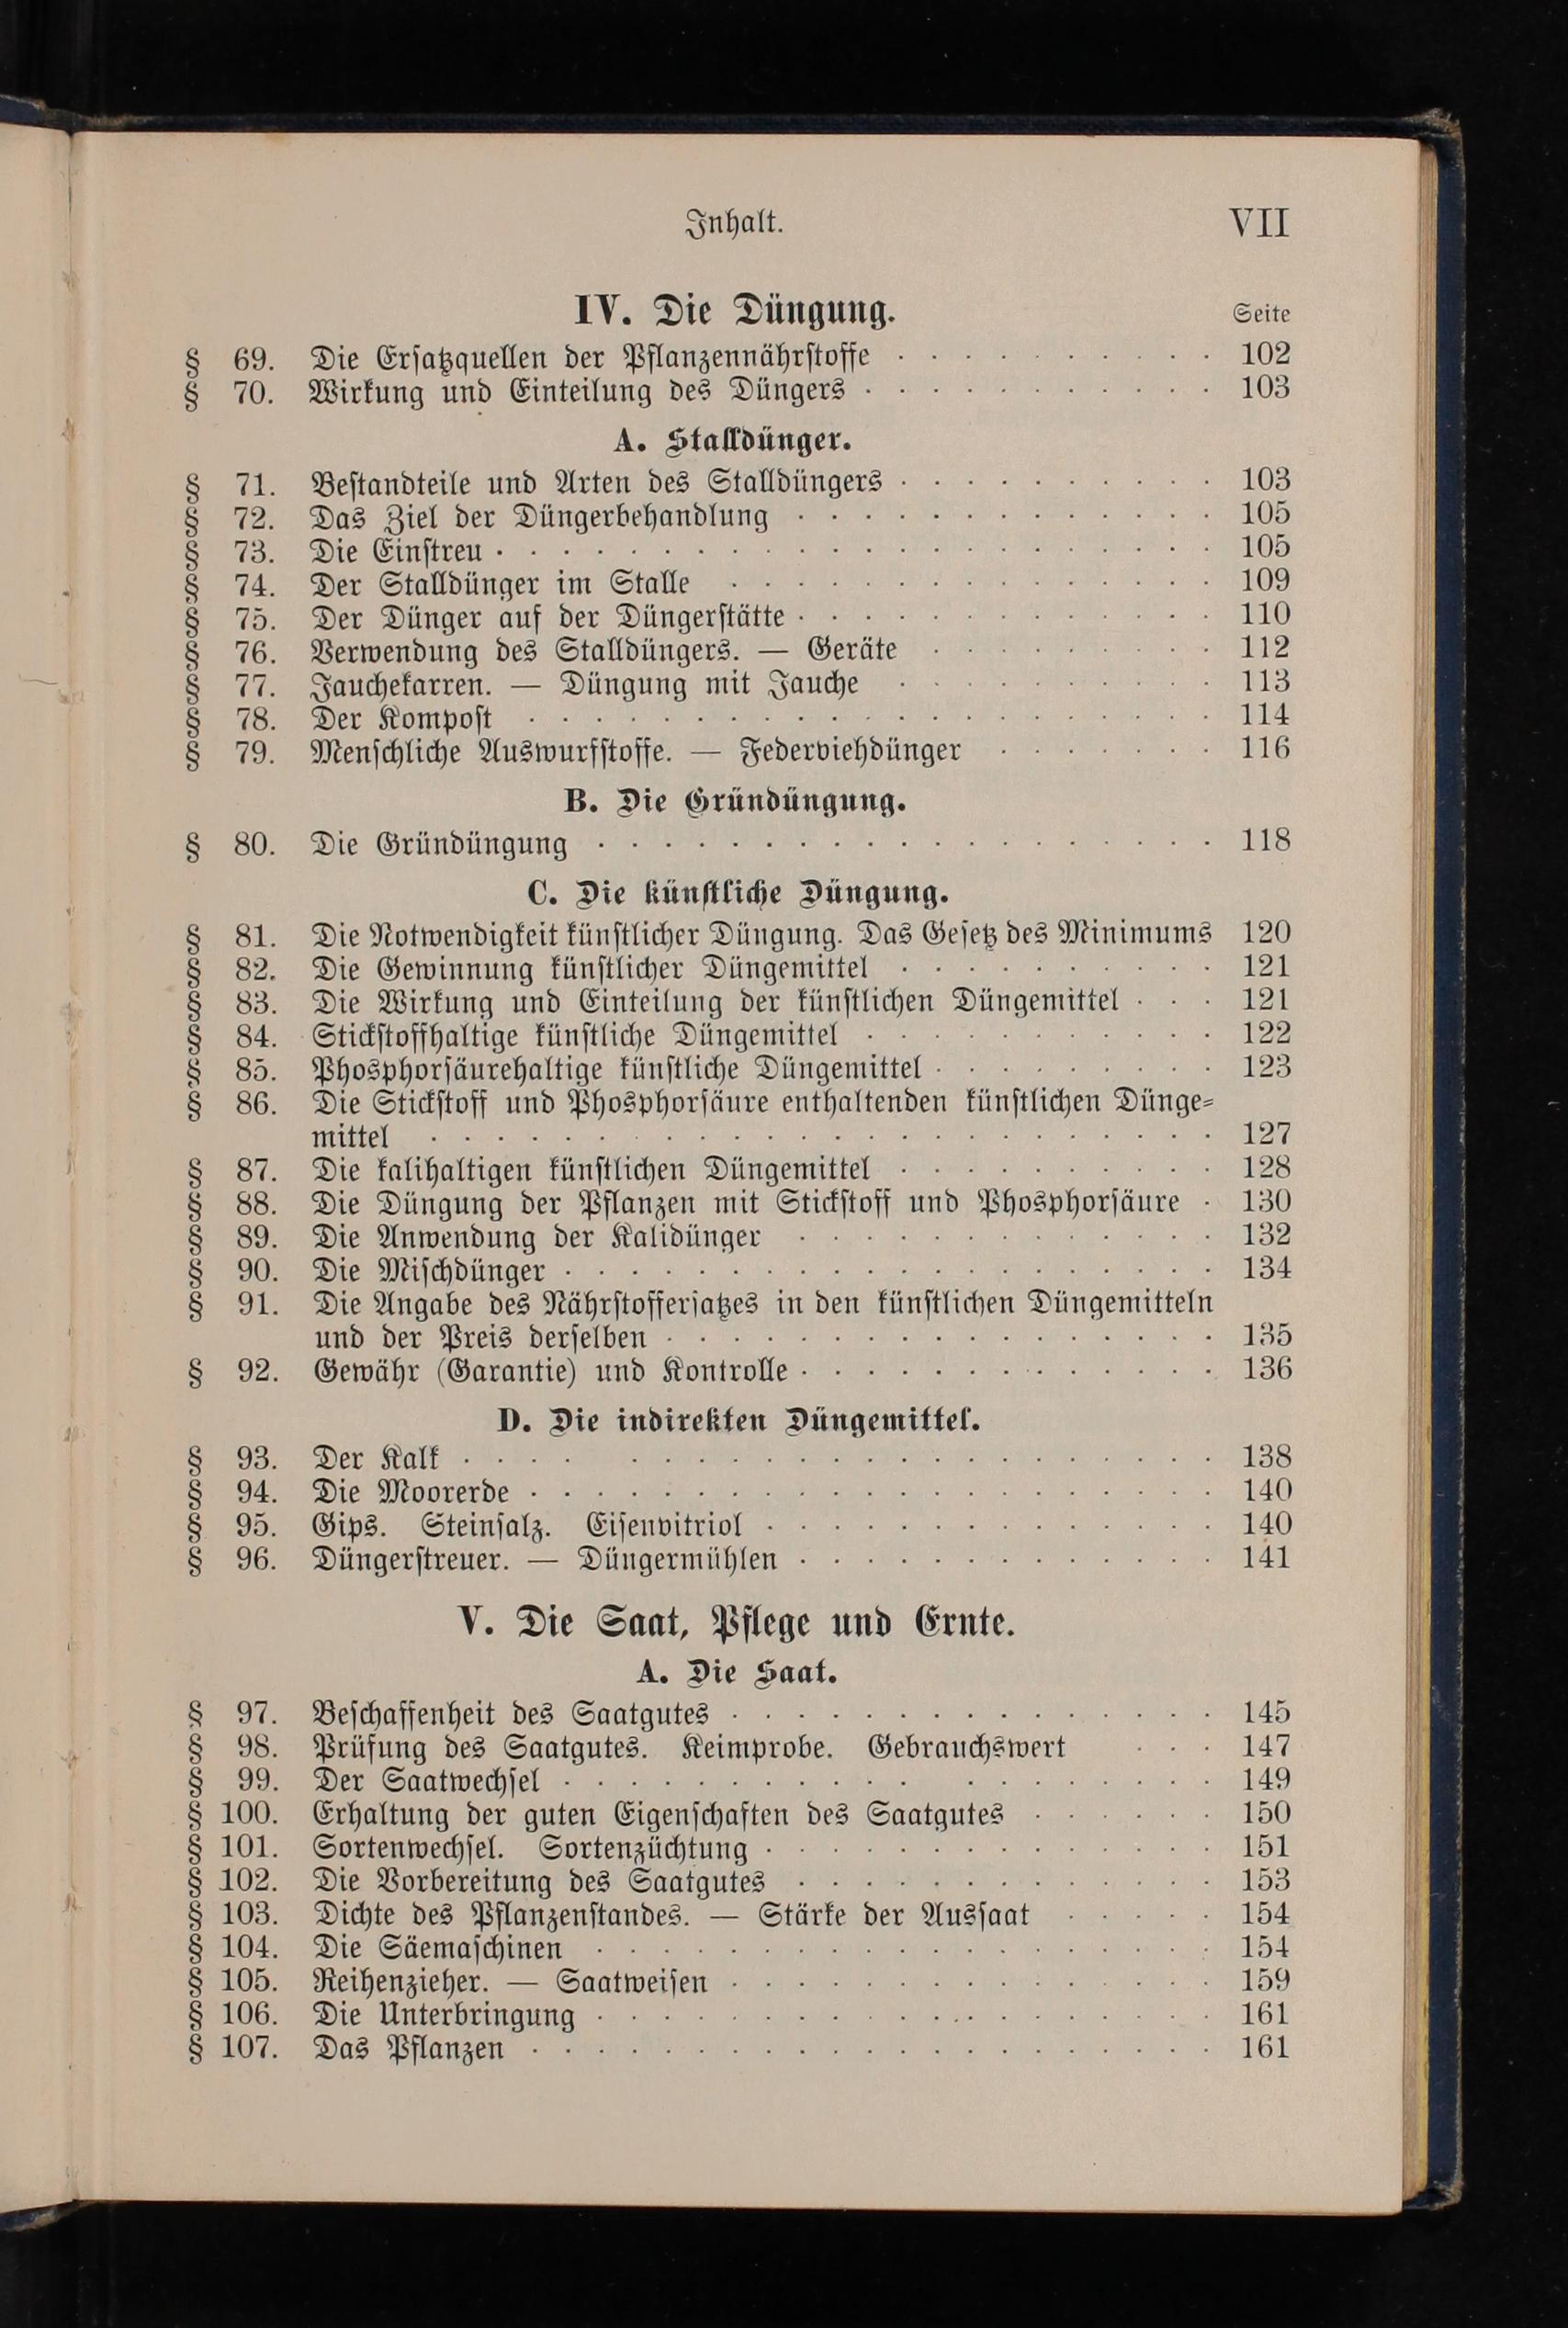 Inhalt. VII
IV. Die Düngung. Seite
§ 69. Die Erſatzquellen der Pflanzennährſtoffe . . . . . . . . . . 102
§ 70. Wirkung und Einteilung des Düngers . . . . . . . . . . . 103
A. Stalldünger.
§ 71. Beſtandteile und Arten des Stalldüngers . . . . . . . . . . 103
§ 72. Das Ziel der Düngerbehandlung . . . . . . . . . . . . . 105
§ 73. Die Einſtreu . . . . . . . . . . . . . . . . . . . . . . 105
§ 74. Der Stalldünger im Stalle . . . . . . . . . . . . . . . 109
§ 75. Der Dünger auf der Düngerſtätte . . . . . . . . . . . . . 110
§ 76. Verwendung des Stalldüngers. — Geräte . . . . . . . . . 112
§ 77. Jauchekarren. — Düngung mit Jauche . . . . . . . . . . 113
§ 78. Der Kompoſt . . . . . . . . . . . . . . . . . . . . . 114
§ 79. Menſchliche Auswurfſtoffe. — Federviehdünger . . . . . . . 116
B. Die Gründüngung.
§ 80. Die Gründüngung . . . . . . . . . . . . . . . . . . . 118
C. Die künſtliche Düngung.
§ 81. Die Notwendigkeit künſtlicher Düngung. Das Geſetz des Minimums 120
§ 82. Die Gewinnung künſtlicher Düngemittel . . . . . . . . . . 121
§ 83. Die Wirkung und Einteilung der künſtlichen Düngemittel . . . 121
§ 84. Stickſtoffhaltige künſtliche Düngemittel . . . . . . . . . . . 122
§ 85. Phosphorſäurehaltige künſtliche Düngemittel . . . . . . . . . 123
§ 86. Die Stickſtoff und Phosphorſäure enthaltenden künſtlichen Dünge⸗
mittel . . . . . . . . . . . . . . . . . . . . . . . . 127
§ 87. Die kalihaltigen künſtlichen Düngemittel . . . . . . . . . . 128
§ 88. Die Düngung der Pflanzen mit Stickſtoff und Phosphorſäure . 130
§ 89. Die Anwendung der Kalidünger . . . . . . . . . . . . . 132
§ 90. Die Miſchdünger . . . . . . . . . . . . . . . . . . . . 134
§ 91. Die Angabe des Nährſtofferſatzes in den künſtlichen Düngemitteln
und der Preis derſelben . . . . . . . . . . . . . . . . . 135
§ 92. Gewähr (Garantie) und Kontrolle . . . . . . . . . . . . . 136
D. Die indirekten Düngemittel.
§ 93. Der Kalk . . . . . . . . . . . . . . . . . . . . . . 138
§ 94. Die Moorerde . . . . . . . . . . . . . . . . . . . . . 140
§ 95. Gips. Steinſalz. Eiſenvitriol . . . . . . . . . . . . . . 140
§ 96. Düngerſtreuer. — Düngermühlen . . . . . . . . . . . . . 141
V. Die Saat, Pflege und Ernte.
A. Die Saat.
§ 97. Beſchaffenheit des Saatgutes . . . . . . . . . . . . . . . 145
§ 98. Prüfung des Saatgutes. Keimprobe. Gebrauchswert . . . 147
§ 99. Der Saatwechſel . . . . . . . . . . . . . . . . . . . 149
§ 100. Erhaltung der guten Eigenſchaften des Saatgutes . . . . . . 150
§ 101. Sortenwechſel. Sortenzüchtung . . . . . . . . . . . . . . 151
§ 102. Die Vorbereitung des Saatgutes . . . . . . . . . . . . . 153
§ 103. Dichte des Pflanzenſtandes. — Stärke der Ausſaat . . . . . 154
§ 104. Die Säemaſchinen . . . . . . . . . . . . . . . . . . . 154
§ 105. Reihenzieher. — Saatweiſen . . . . . . . . . . . . . . . 159
§ 106. Die Unterbringung . . . . . . . . . . . . . . . . . . . 161
§ 107. Das Pflanzen . . . . . . . . . . . . . . . . . . . . . 161